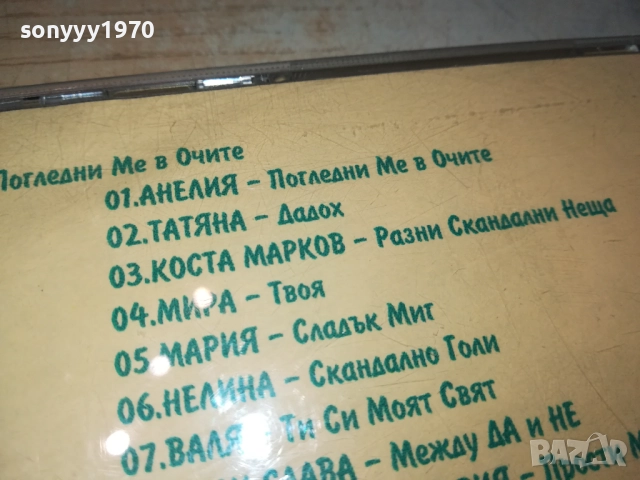 sonyyy1970
Погледни Ме в Очите
01.АНЕЛИЯ – Погледни Ме в Очите
02.ТАТЯНА – Дадох
03.КОСТА МАРКОВ – Разни Скандални Неща
04.МИРА – Твоя
05.МАРИЯ – Сладък Миг
06.НЕЛИНА – Скандално Голи
07.ВАЛЯ – Ти Си Моят Свят
СЛАВА – Между ДА и НЕ
BAZAR